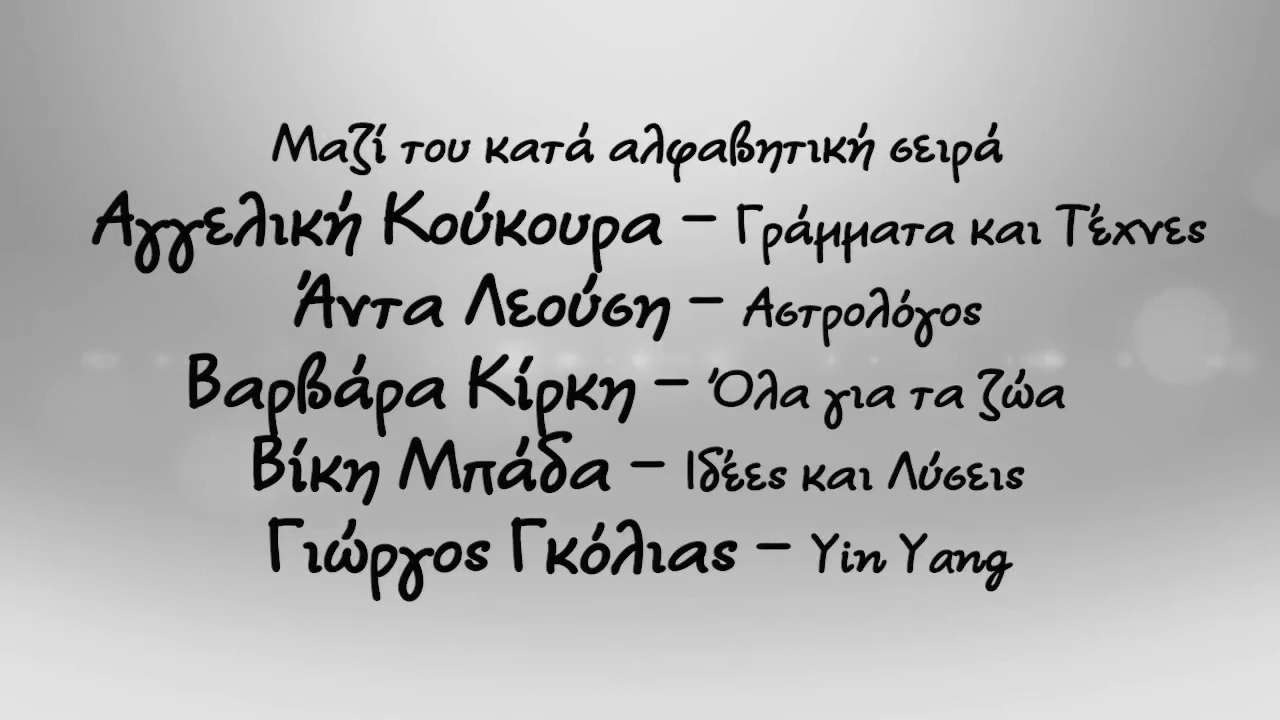 Μαζί του κατά αλφαβητική σειρά
Αγγελική Κούκουρα – Γράμματα και Τέχνες
Άντα Λεούση – Αστρολόγος
Βαρβάρα Κίρκη – Όλα για τα ζώα
Βίκη Μπάδα – Ιδέες και Λύσεις
Γιώργος Γκόλιας – Yin Yang